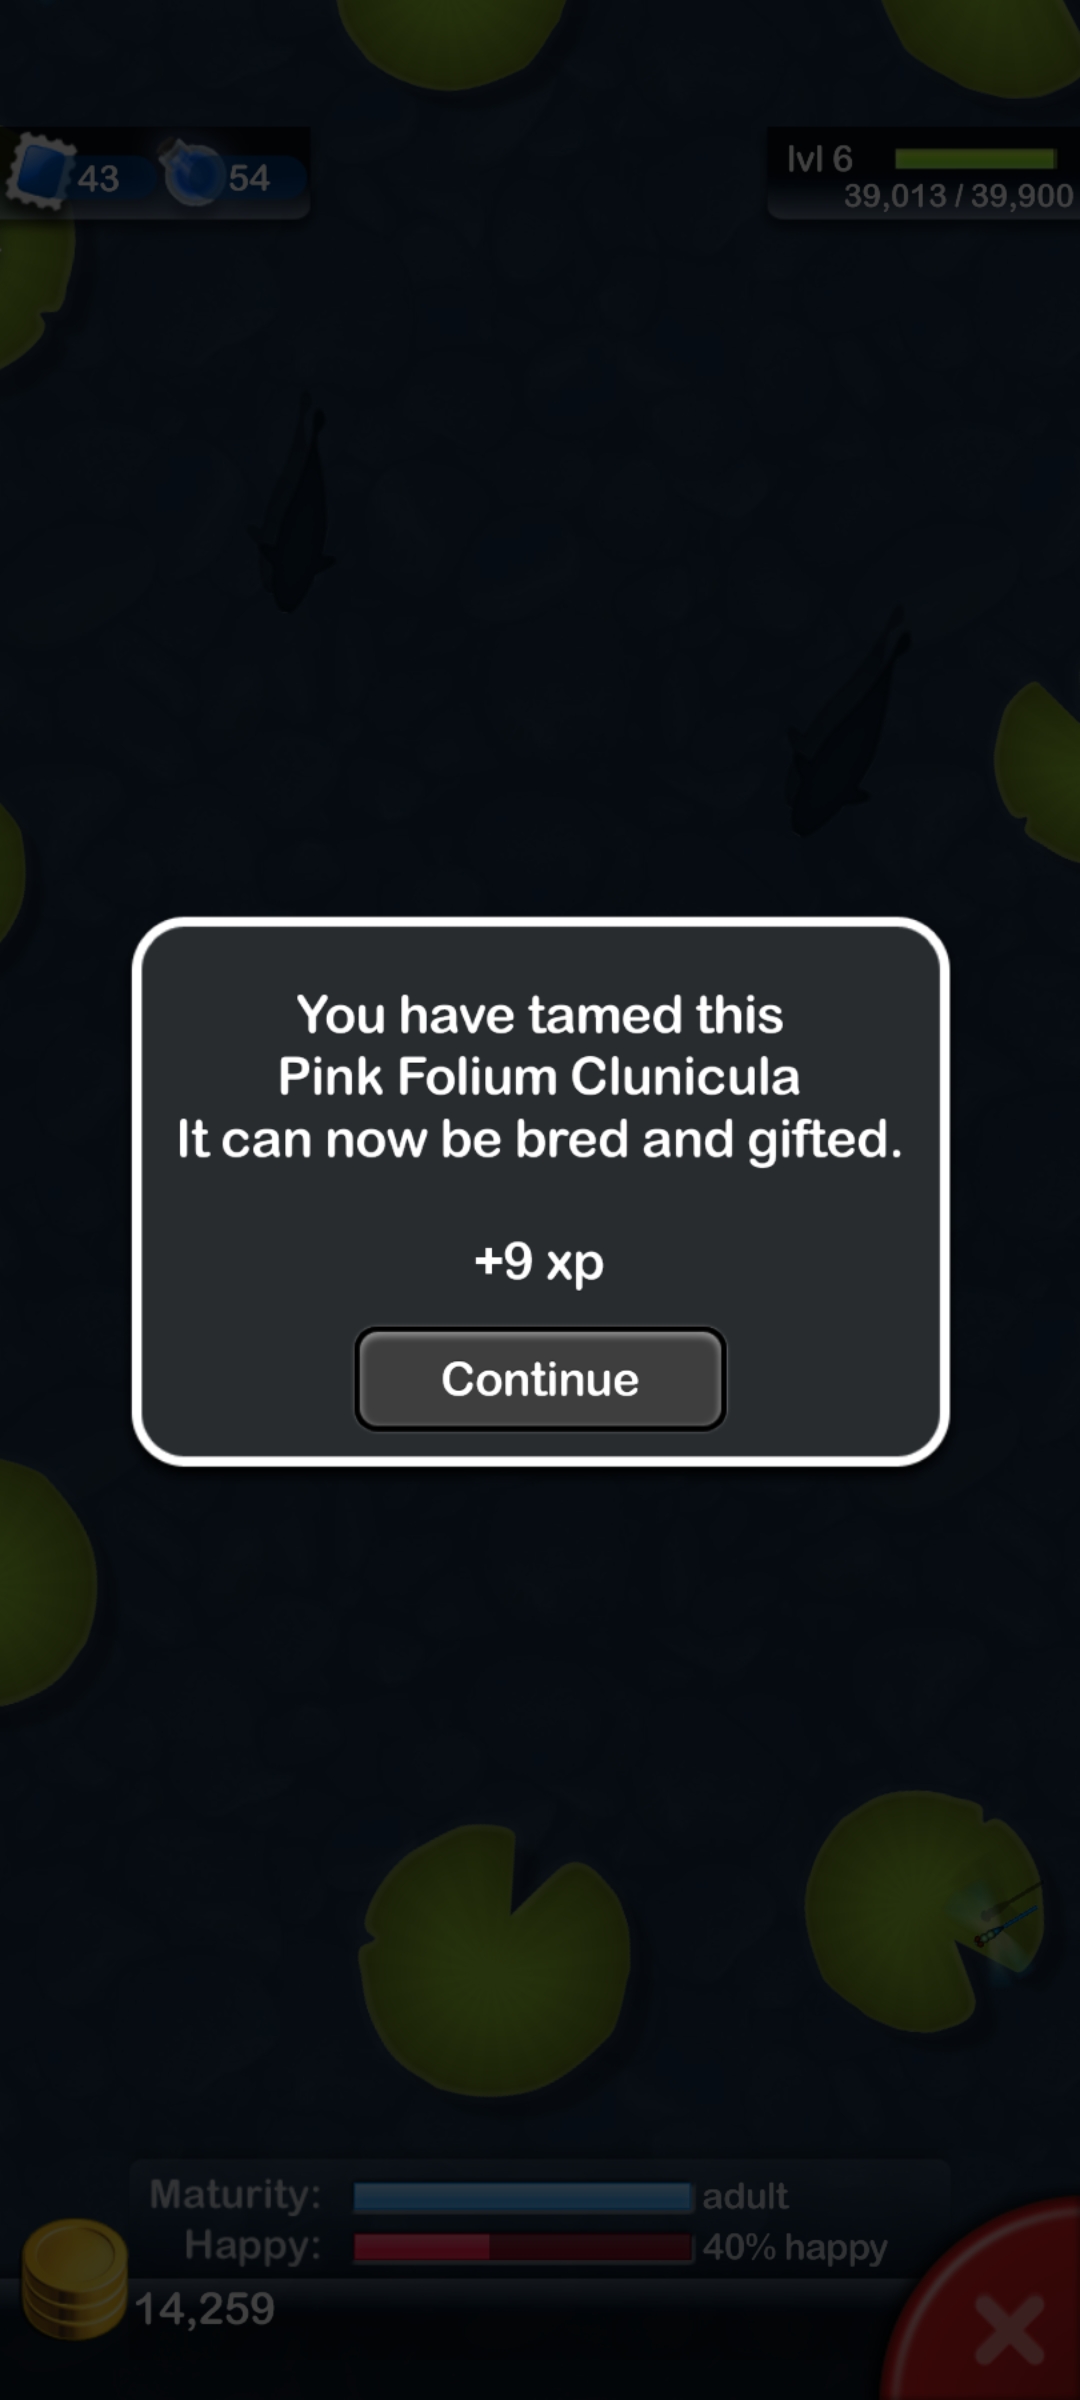 43
54
lvl 6
39,013 / 39,900
You have tamed this
Pink Folium Clunicula
It can now be bred and gifted.
+9 xp
Continue
Maturity: adult
Happy: 40% happy
14,259